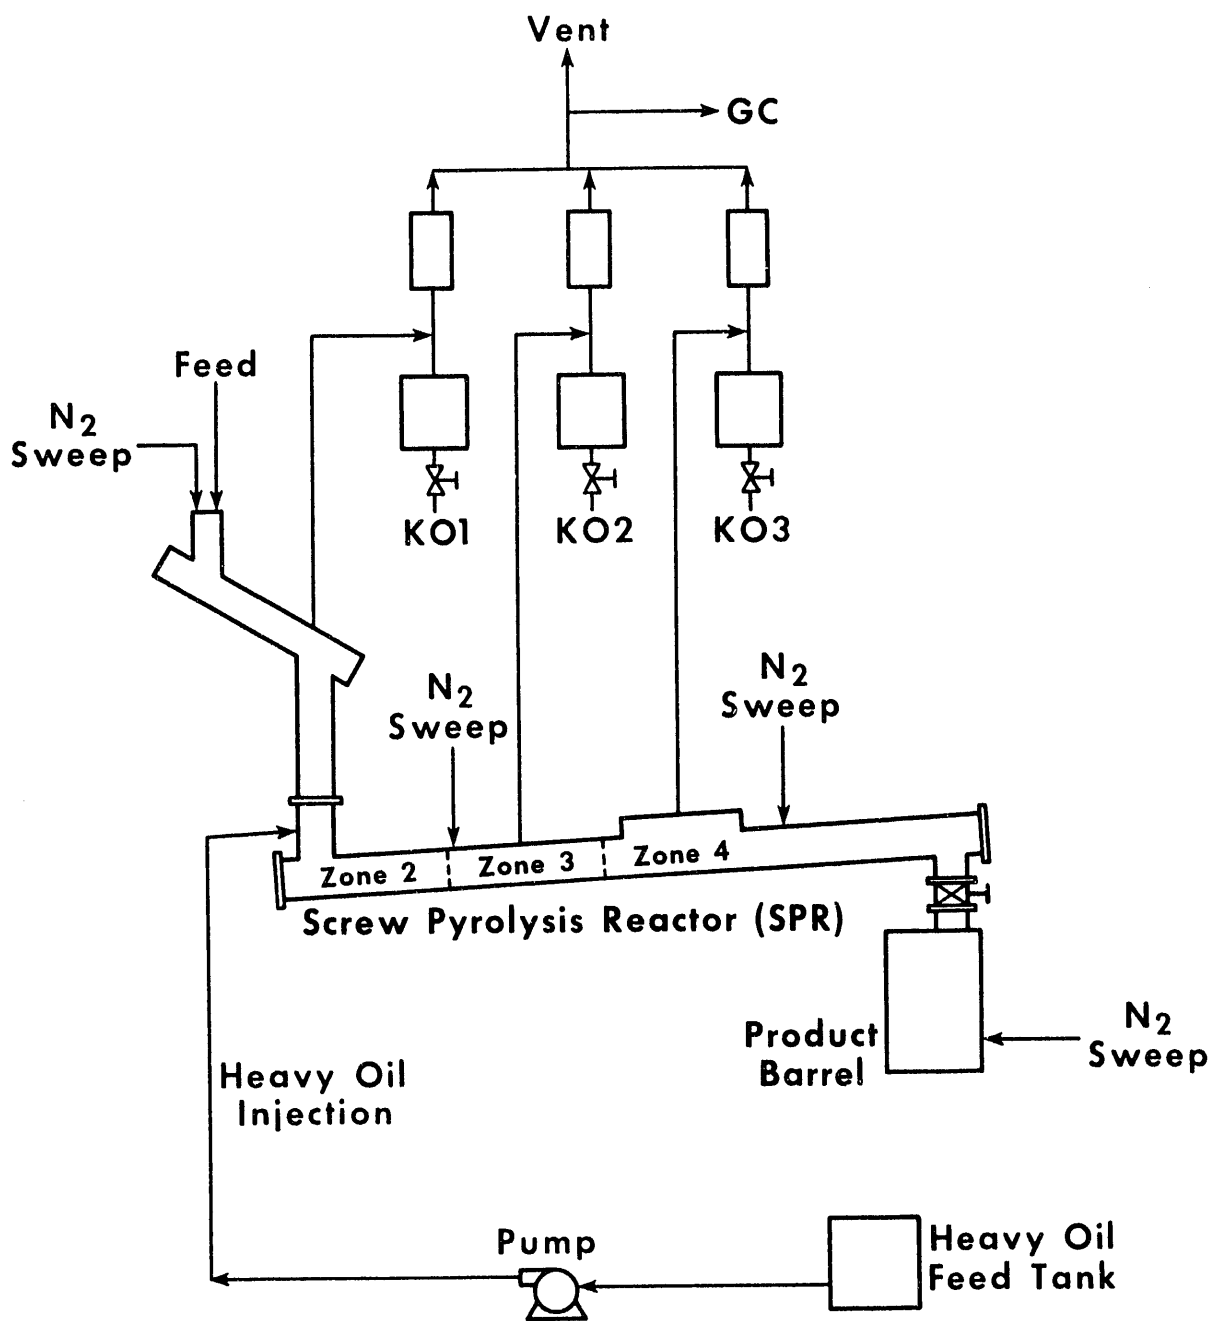 Vent
GC
Feed
N2
Sweep
KO1
KO2
KO3
N2
Sweep
N2
Sweep
Zone 2
Zone 3
Zone 4
Screw Pyrolysis Reactor (SPR)
Product
Barrel
N2
Sweep
Heavy Oil
Injection
Pump
Heavy Oil
Feed Tank